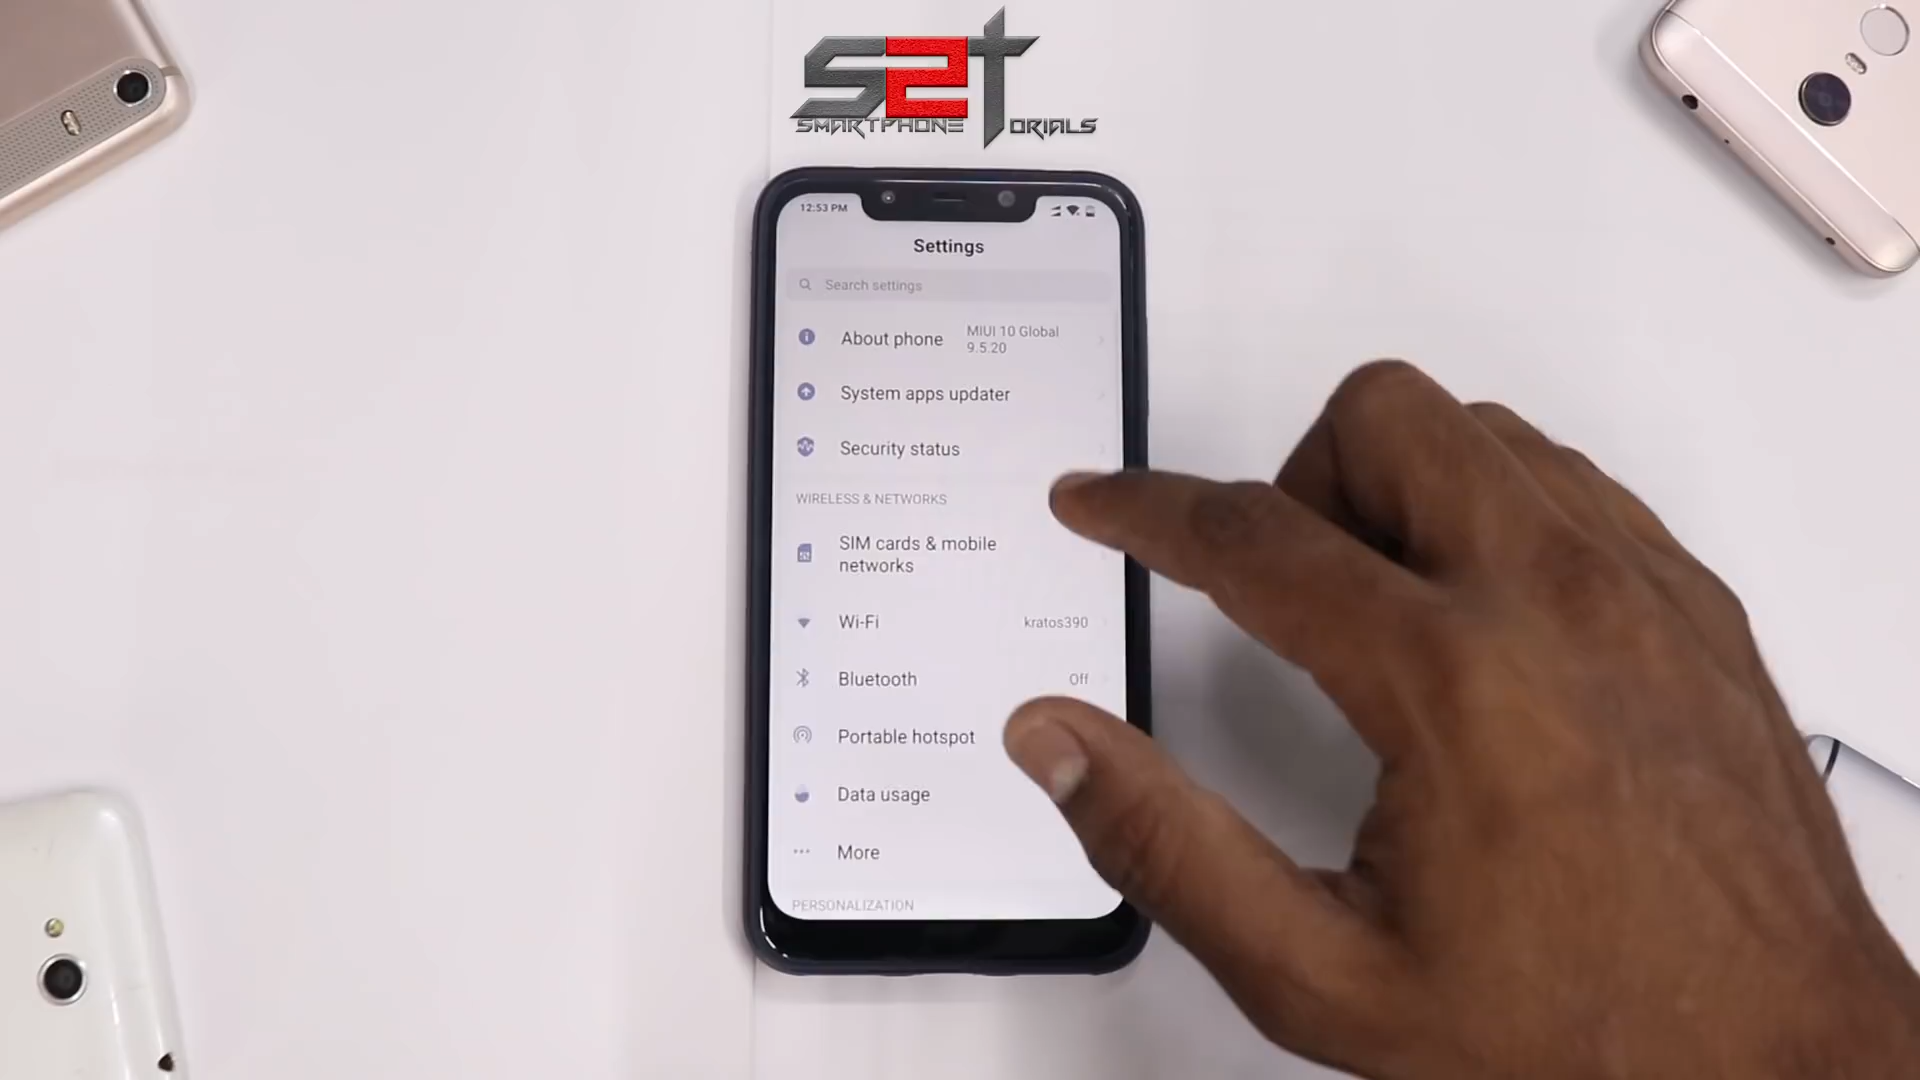 S2T
SMARTPHONE TORIALS
12:53 PM
Settings
Search settings
About phone
MIUI 10 Global
9.5.20
System apps updater
Security status
WIRELESS & NETWORKS
SIM cards & mobile
networks
Wi-Fi
kratos390
Bluetooth
Off
Portable hotspot
Data usage
More
PERSONALIZATION